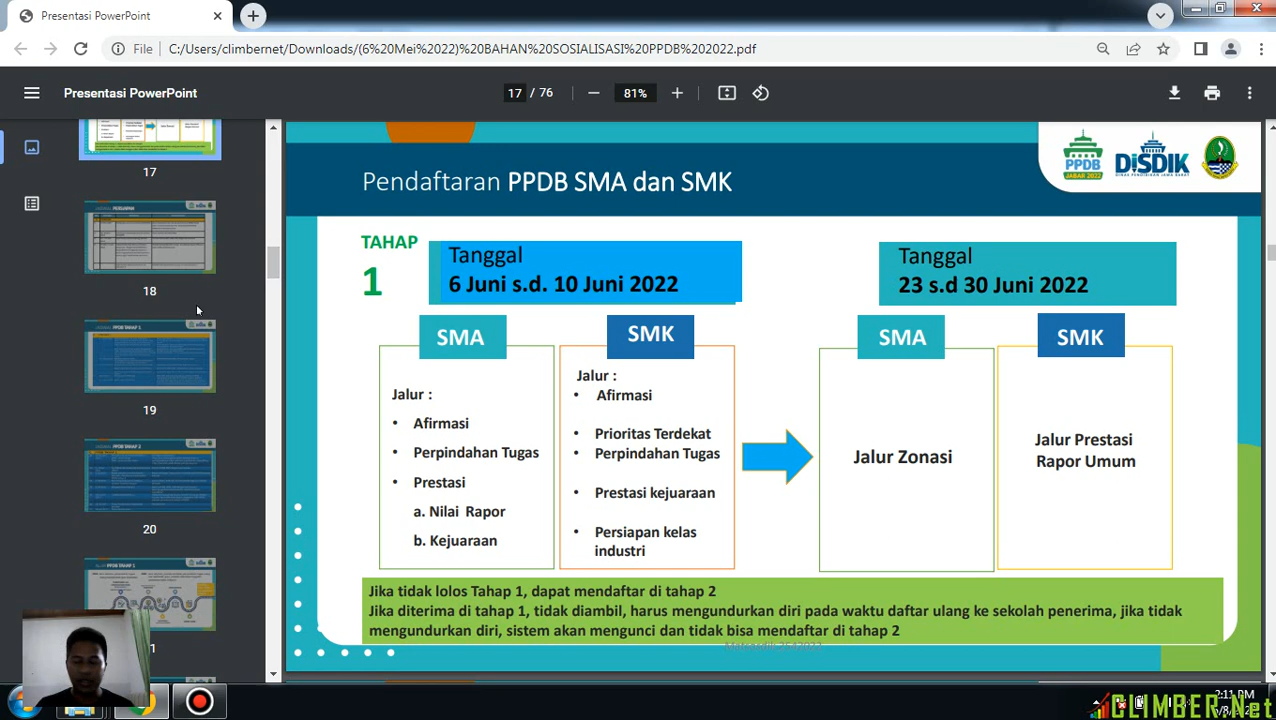 Presentasi PowerPoint
File
C:/Users/climbernet/Downloads/(6%20Mei%2022)%20BAHAN%20SOSIALISASI%20PPDB%202022.pdf
Presentasi PowerPoint
17 / 76
81%
17
18
19
20
Pendaftaran PPDB SMA dan SMK
PPDB
JABAR 2022
DISDIK
DINAS PENDIDIKAN JAWA BARAT
TAHAP
1
Tanggal
6 Juni s.d. 10 Juni 2022
Tanggal
23 s.d 30 Juni 2022
SMA
SMK
SMA
SMK
Jalur :
• Afirmasi
• Perpindahan Tugas
• Prestasi
a. Nilai Rapor
b. Kejuaraan
Jalur :
• Afirmasi
• Prioritas Terdekat
• Perpindahan Tugas
• Prestasi kejuaraan
• Persiapan kelas
industri
Jalur Zonasi
Jalur Prestasi
Rapor Umum
Jika tidak lolos Tahap 1, dapat mendaftar di tahap 2
Jika diterima di tahap 1, tidak diambil, harus mengundurkan diri pada waktu daftar ulang ke sekolah penerima, jika tidak
mengundurkan diri, sistem akan mengunci dan tidak bisa mendaftar di tahap 2
2:11 PM
CLIMBER.Net